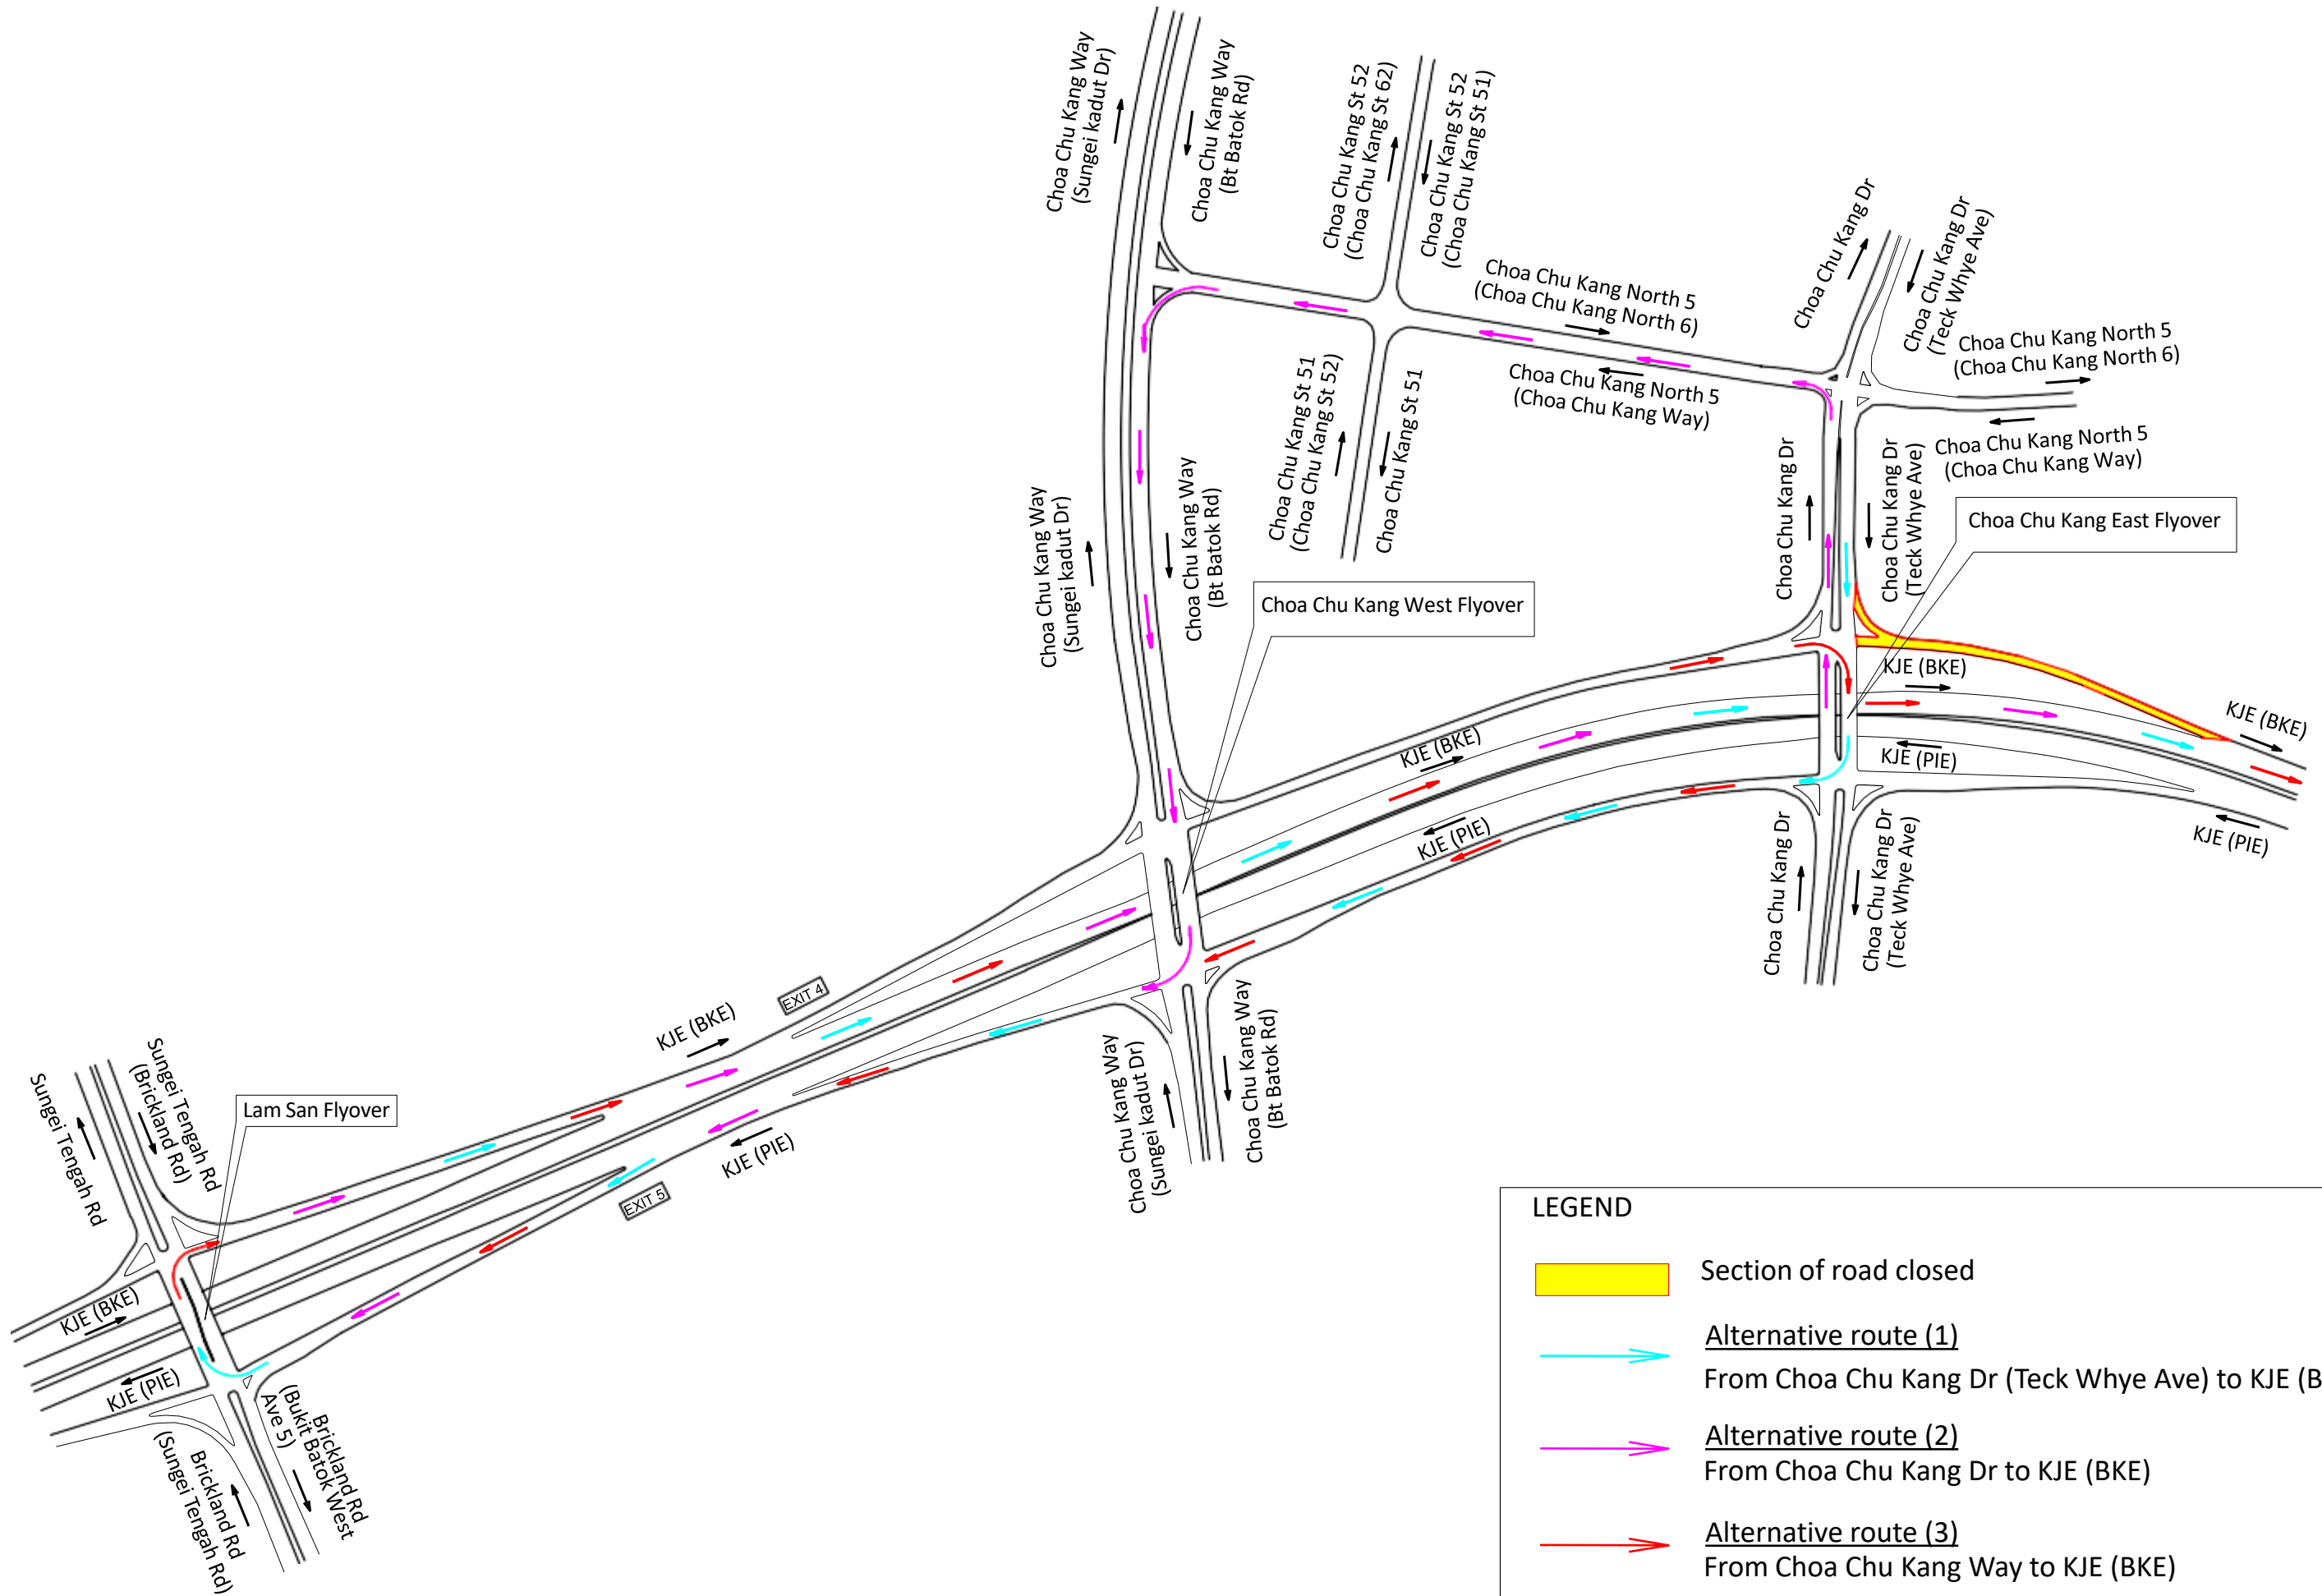 Choa Chu Kang Way
(Sungei kadut Dr)
Choa Chu Kang Way
(Bt Batok Rd)
Choa Chu Kang St 52
(Choa Chu Kang St 62)
Choa Chu Kang St 52
(Choa Chu Kang St 51)
Choa Chu Kang North 5
(Choa Chu Kang North 6)
Choa Chu Kang Dr
Choa Chu Kang Dr
(Teck Whye Ave)
Choa Chu Kang North 5
(Choa Chu Kang North 6)
Choa Chu Kang North 5
(Choa Chu Kang Way)
Choa Chu Kang St 51
(Choa Chu Kang St 52)
Choa Chu Kang St 51
Choa Chu Kang North 5
(Choa Chu Kang Way)
Choa Chu Kang Dr
Choa Chu Kang Dr
(Teck Whye Ave)
Choa Chu Kang East Flyover
Choa Chu Kang Way
(Sungei kadut Dr)
Choa Chu Kang Way
(Bt Batok Rd)
Choa Chu Kang West Flyover
KJE (BKE)
KJE (BKE)
KJE (BKE)
KJE (PIE)
KJE (PIE)
KJE (PIE)
Choa Chu Kang Dr
Choa Chu Kang Dr
(Teck Whye Ave)
EXIT 4
KJE (BKE)
Choa Chu Kang Way
(Sungei kadut Dr)
Choa Chu Kang Way
(Bt Batok Rd)
KJE (PIE)
EXIT 5
Sungei Tengah Rd
Sungei Tengah Rd
(Brickland Rd)
Lam San Flyover
KJE (BKE)
KJE (PIE)
Brickland Rd
(Sungei Tengah Rd)
Brickland Rd
(Bukit Batok West
Ave 5)
LEGEND
Section of road closed
Alternative route (1)
From Choa Chu Kang Dr (Teck Whye Ave) to KJE (B
Alternative route (2)
From Choa Chu Kang Dr to KJE (BKE)
Alternative route (3)
From Choa Chu Kang Way to KJE (BKE)